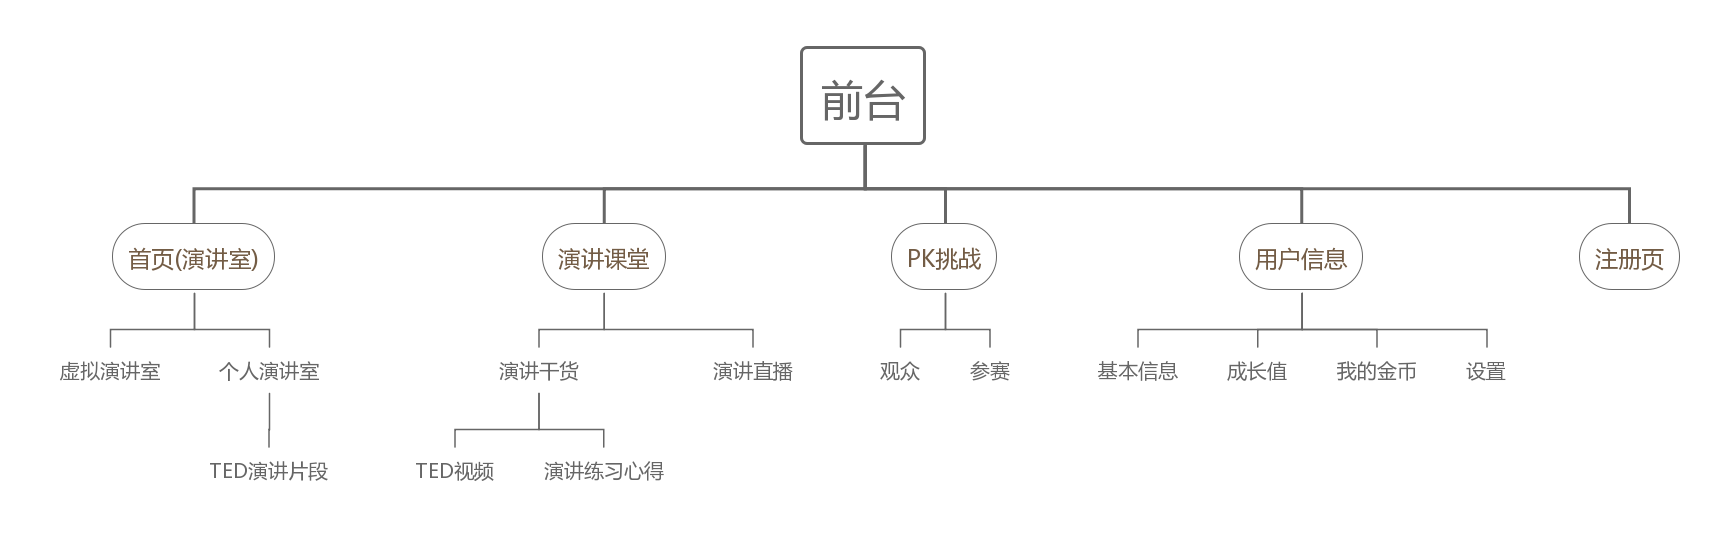 前台
首页(演讲室)
演讲课堂
PK挑战
用户信息
注册页
虚拟演讲室
个人演讲室
演讲干货
演讲直播
观众
参赛
基本信息
成长值
我的金币
设置
TED演讲片段
TED视频
演讲练习心得